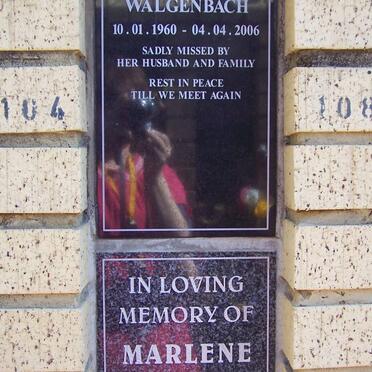 WALGENBACH
10.01.1960 - 04.04.2006
SADLY MISSED BY
HER HUSBAND AND FAMILY
REST IN PEACE
TILL WE MEET AGAIN
104
108
IN LOVING
MEMORY OF
MARLENE